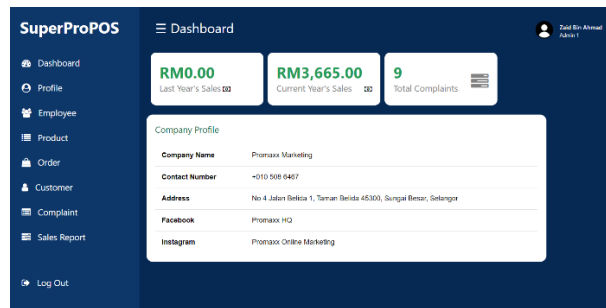 SuperProPOS
☰ Dashboard
Zaid Bin Ahmad
Admin 1
Dashboard
Profile
Employee
Product
Order
Customer
Complaint
Sales Report
Log Out
RM0.00
Last Year's Sales
RM3,665.00
Current Year's Sales
9
Total Complaints
Company Profile
Company Name Promaxx Marketing
Contact Number +010 508 6467
Address No 4 Jalan Belida 1, Taman Belida 45300, Sungai Besar, Selangor
Facebook Promaxx HQ
Instagram Promaxx Online Marketing